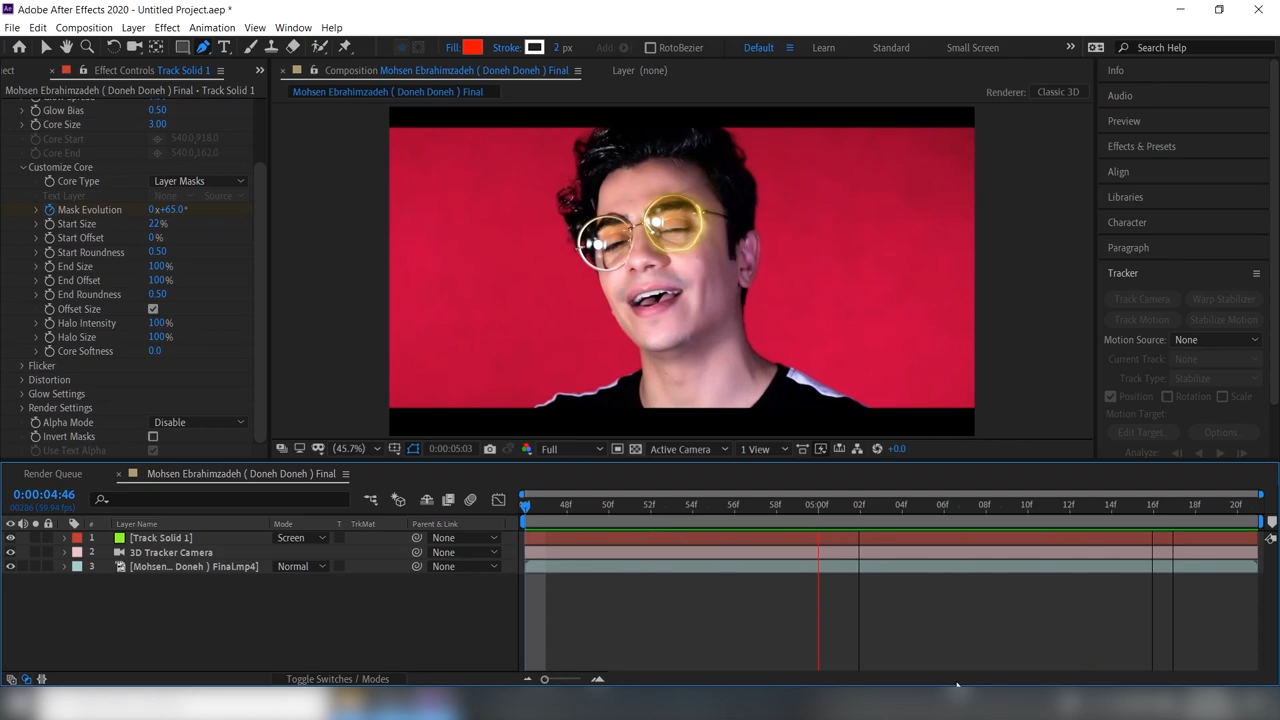 Adobe After Effects 2020 - Untitled Project.aep *
File Edit Composition Layer Effect Animation View Window Help
Fill: Stroke: 2 px Add: RotoBezier Default Learn Standard Small Screen Search Help
ect Effect Controls Track Solid 1
Composition Mohsen Ebrahimzadeh ( Doneh Doneh ) Final Layer (none)
Mohsen Ebrahimzadeh ( Doneh Doneh ) Final • Track Solid 1
Mohsen Ebrahimzadeh ( Doneh Doneh ) Final
Renderer: Classic 3D
Glow Bias 0.50
Core Size 3.00
Core Start 540.0,918.0
Core End 540.0,162.0
Customize Core
Core Type Layer Masks
Text Layer None Source
Mask Evolution 0x+65.0°
Start Size 22%
Start Offset 0%
Start Roundness 0.50
End Size 100%
End Offset 100%
End Roundness 0.50
Offset Size
Halo Intensity 100%
Halo Size 100%
Core Softness 0.0
Flicker
Distortion
Glow Settings
Render Settings
Alpha Mode Disable
Invert Masks
Use Text Alpha
(45.7%) 0:00:05:03 Full Active Camera 1 View +0.0
Info
Audio
Preview
Effects & Presets
Align
Libraries
Character
Paragraph
Tracker
Track Camera Warp Stabilizer
Track Motion Stabilize Motion
Motion Source: None
Current Track: None
Track Type: Stabilize
Position Rotation Scale
Motion Target:
Edit Target... Options...
Analyze:
Render Queue Mohsen Ebrahimzadeh ( Doneh Doneh ) Final
0:00:04:46
00286 (59.94 fps)
48f 50f 52f 54f 56f 58f 05:00f 02f 04f 06f 08f 10f 12f 14f 16f 18f 20f
# Layer Name Mode T TrkMat Parent & Link
1 [Track Solid 1] Screen None
2 3D Tracker Camera None
3 [Mohsen... Doneh ) Final.mp4] Normal None
Toggle Switches / Modes